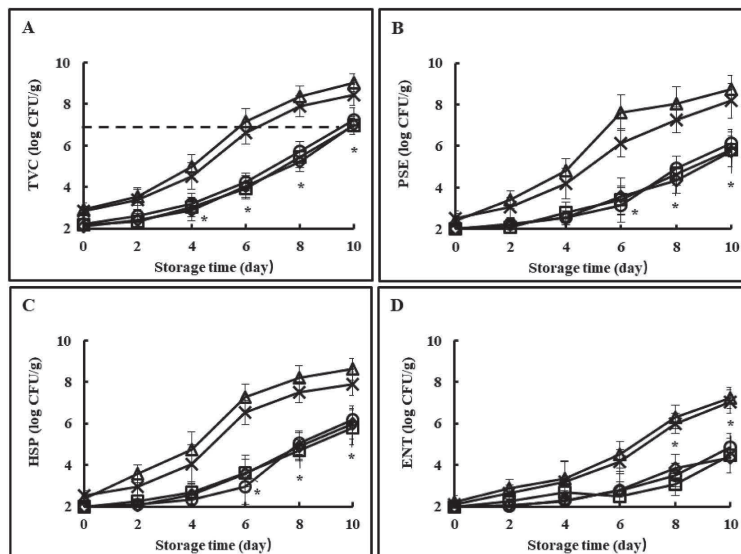 A
TVC (log CFU/g)
10
8
6
4
2
0 2 4 6 8 10
* * * *
Storage time (day)
B
PSE (log CFU/g)
10
8
6
4
2
0 2 4 6 8 10
* * *
Storage time (day)
C
HSP (log CFU/g)
10
8
6
4
2
0 2 4 6 8 10
* * *
Storage time (day)
D
ENT (log CFU/g)
10
8
6
4
2
0 2 4 6 8 10
* *
Storage time (day)